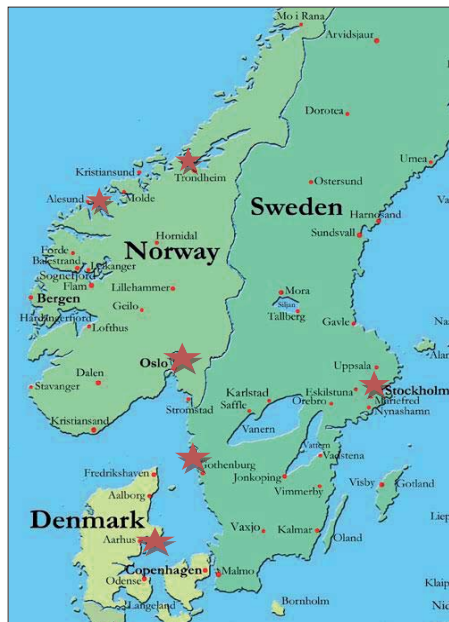 Mo i Rana
Arvidsjaur
Dorotea
Umea
Kristiansund
Trondheim
Ostersund
Alesund
Molde
Sweden
Harnosand
Sundsvall
Hornidal
Norway
Forde
Balestrand
Sognefjord
Flam
Lillehammer
Mora
Siljan
Bergen
Geilo
Tallberg
Gavle
Lofthus
Oslo
Uppsala
Dalen
Stavanger
Eskilstuna
Stockholm
Karlstad
Orebro
Mariefred
Stromstad
Saffle
Nynashamn
Kristiansand
Vanern
Vattern
Vadstena
Gothenburg
Fredrikshaven
Jonkoping
Visby
Gotland
Aalborg
Vimmerby
Denmark
Vaxjo
Kalmar
Oland
Aarhus
Copenhagen
Malmo
Odense
Langeland
Bornholm
Klaip